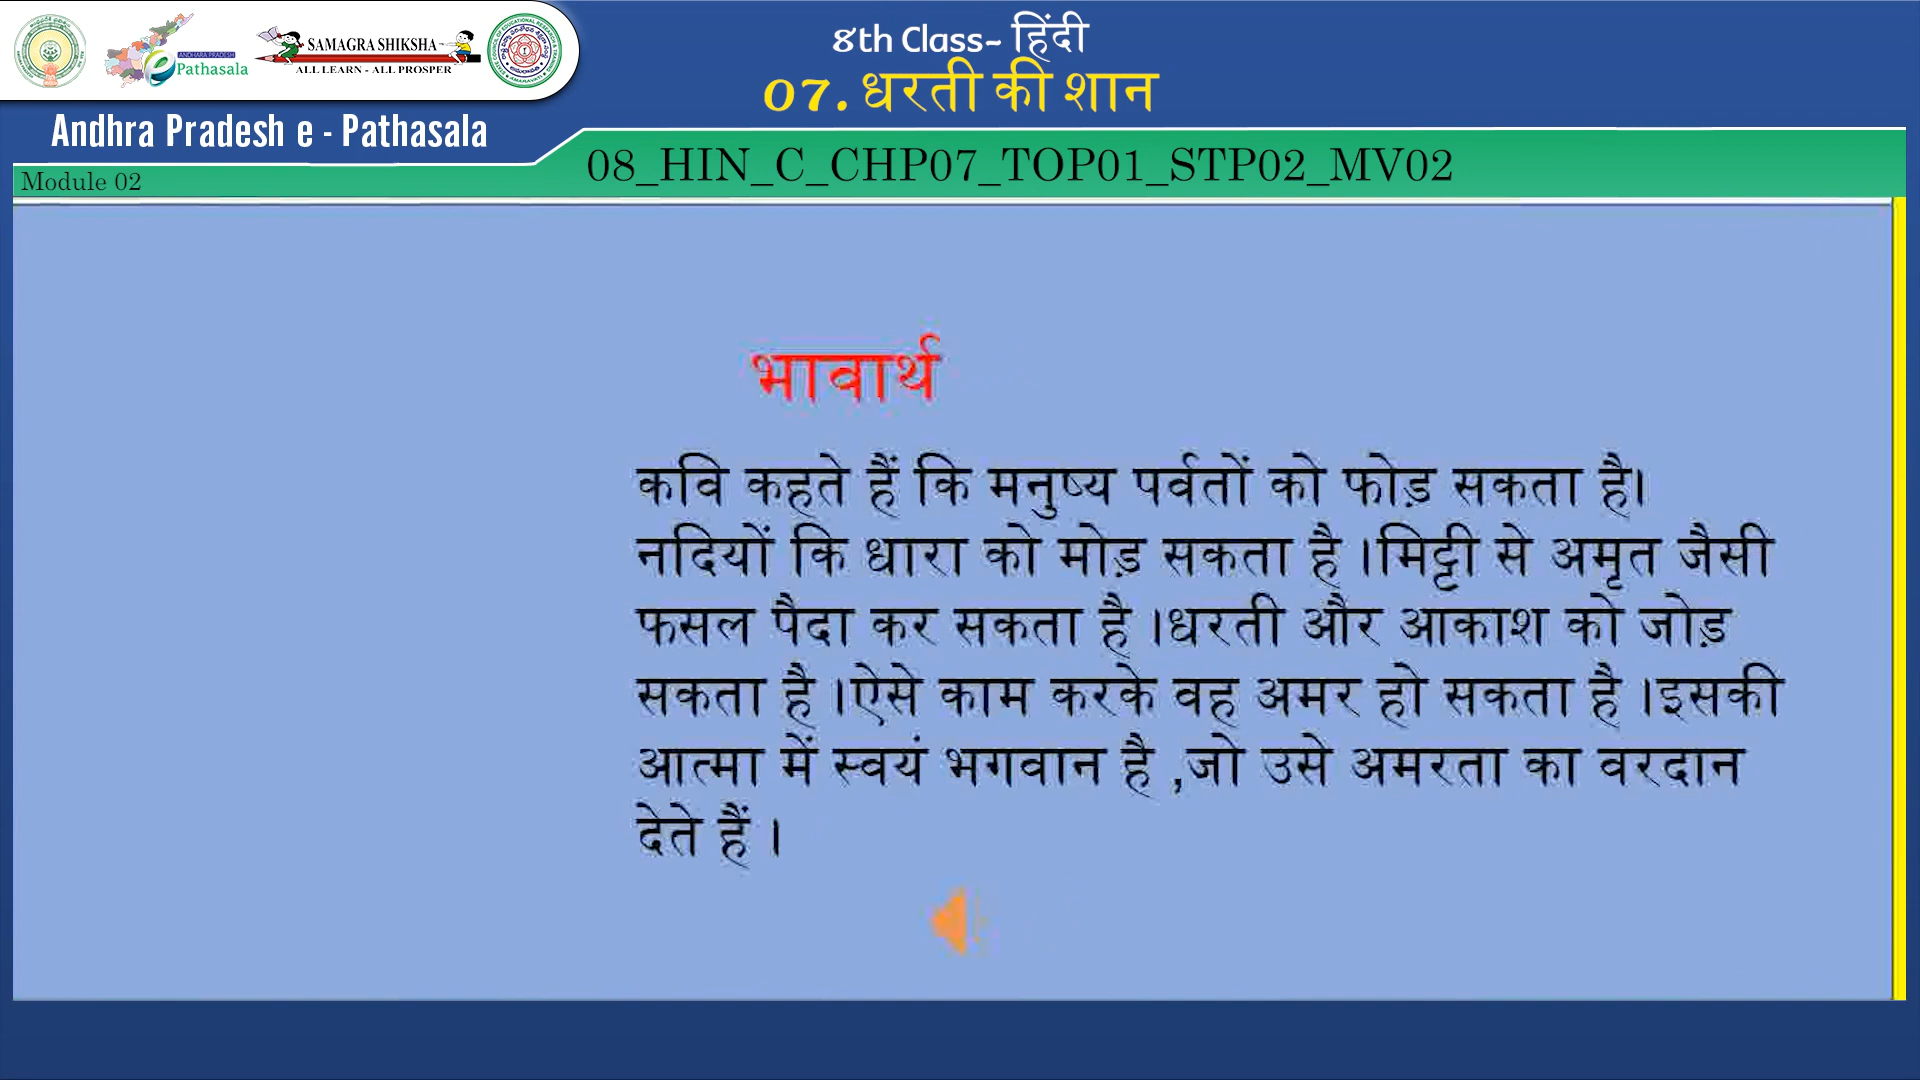 8th Class- हिंदी
07. धरती की शान
ANDHRA PRADESH
e Pathasala
SAMAGRA SHIKSHA
ALL LEARN - ALL PROSPER
Andhra Pradesh e - Pathasala
Module 02
08_HIN_C_CHP07_TOP01_STP02_MV02
भावार्थ
कवि कहते हैं कि मनुष्य पर्वतों को फोड़ सकता है।
नदियों कि धारा को मोड़ सकता है ।मिट्टी से अमृत जैसी
फसल पैदा कर सकता है ।धरती और आकाश को जोड़
सकता है ।ऐसे काम करके वह अमर हो सकता है ।इसकी
आत्मा में स्वयं भगवान है ,जो उसे अमरता का वरदान
देते हैं ।